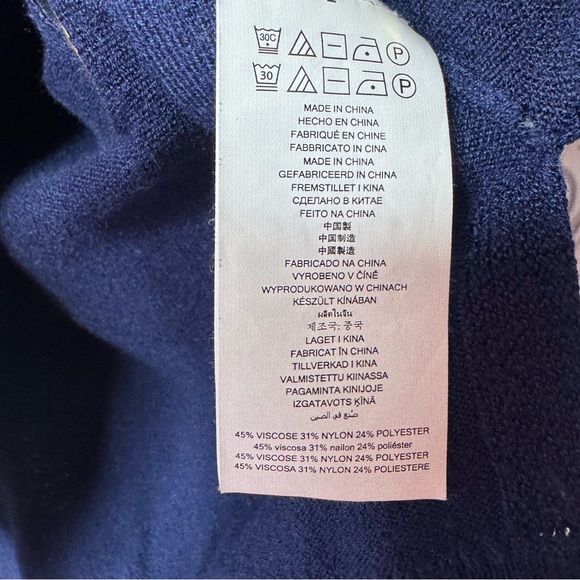 30C P
30 P
MADE IN CHINA
HECHO EN CHINA
FABRIQUÉ EN CHINE
FABBRICATO IN CINA
MADE IN CHINA
GEFABRICEERD IN CHINA
FREMSTILLET I KINA
СДЕЛАНО В КИТАЕ
FEITO NA CHINA
中国製
中国制造
中國製造
FABRICADO NA CHINA
VYROBENO V ČÍNĚ
WYPRODUKOWANO W CHINACH
KÉSZÜLT KÍNÁBAN
ผลิตในจีน
제조국: 중국
LAGET I KINA
FABRICAT ÎN CHINA
TILLVERKAD I KINA
VALMISTETTU KIINASSA
PAGAMINTA KINIJOJE
IZGATAVOTS ĶĪNĀ
صُنع في الصين
45% VISCOSE 31% NYLON 24% POLYESTER
45% viscosa 31% nailon 24% poliéster
45% VISCOSE 31% NYLON 24% POLYESTER
45% VISCOSA 31% NYLON 24% POLIESTERE